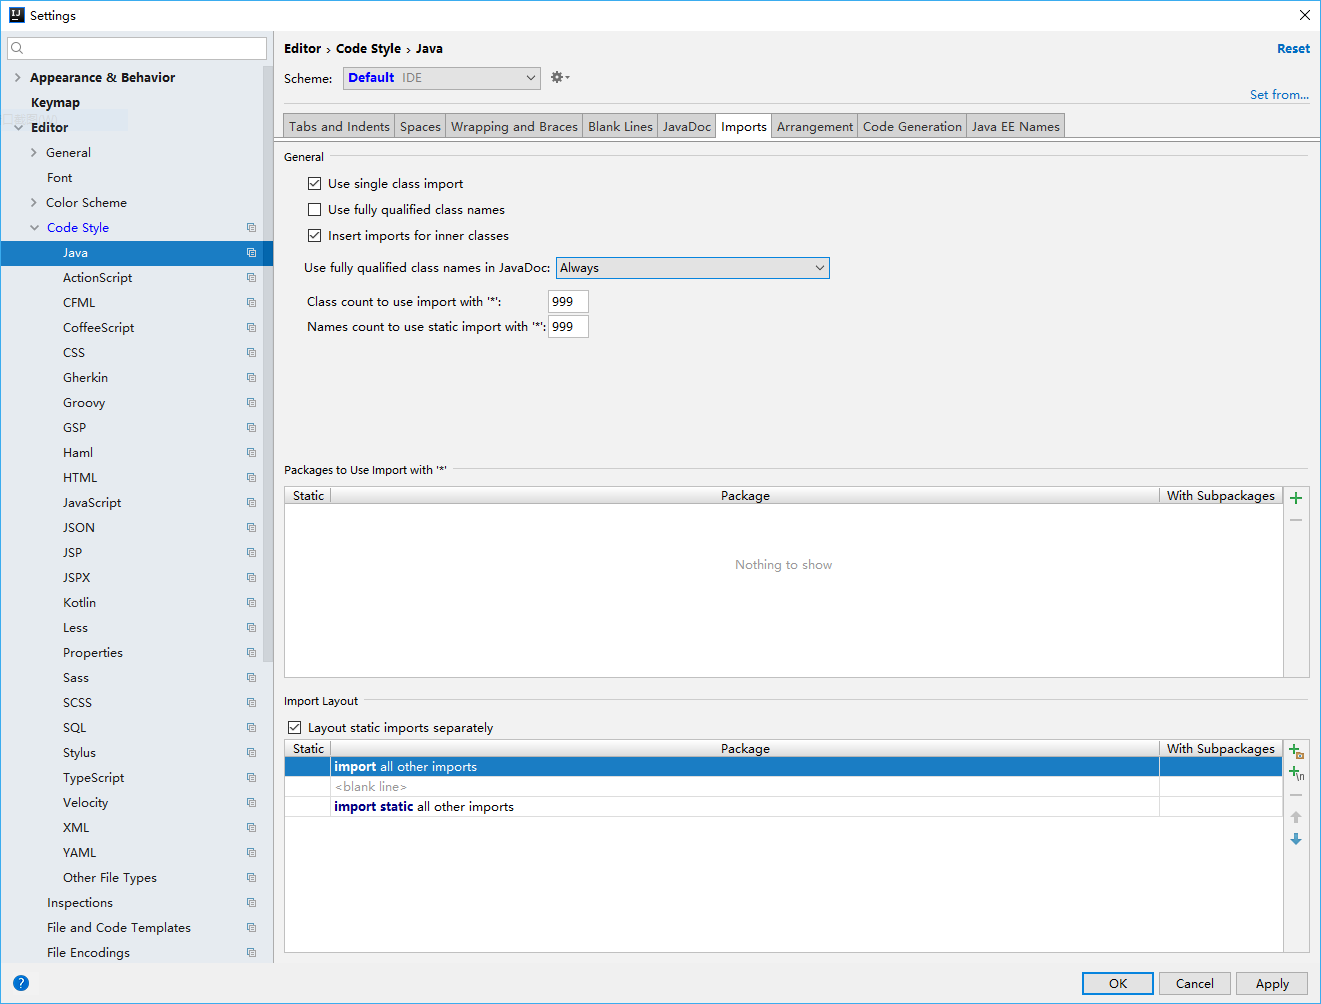 Settings
Appearance & Behavior
Keymap
Editor
General
Font
Color Scheme
Code Style
Java
ActionScript
CFML
CoffeeScript
CSS
Gherkin
Groovy
GSP
Haml
HTML
JavaScript
JSON
JSP
JSPX
Kotlin
Less
Properties
Sass
SCSS
SQL
Stylus
TypeScript
Velocity
XML
YAML
Other File Types
Inspections
File and Code Templates
File Encodings
Editor › Code Style › Java
Reset
Scheme: Default IDE
Set from...
Tabs and Indents Spaces Wrapping and Braces Blank Lines JavaDoc Imports Arrangement Code Generation Java EE Names
General
Use single class import
Use fully qualified class names
Insert imports for inner classes
Use fully qualified class names in JavaDoc: Always
Class count to use import with '*': 999
Names count to use static import with '*': 999
Packages to Use Import with '*'
Static Package With Subpackages
Nothing to show
Import Layout
Layout static imports separately
Static Package With Subpackages
import all other imports
<blank line>
import static all other imports
OK Cancel Apply